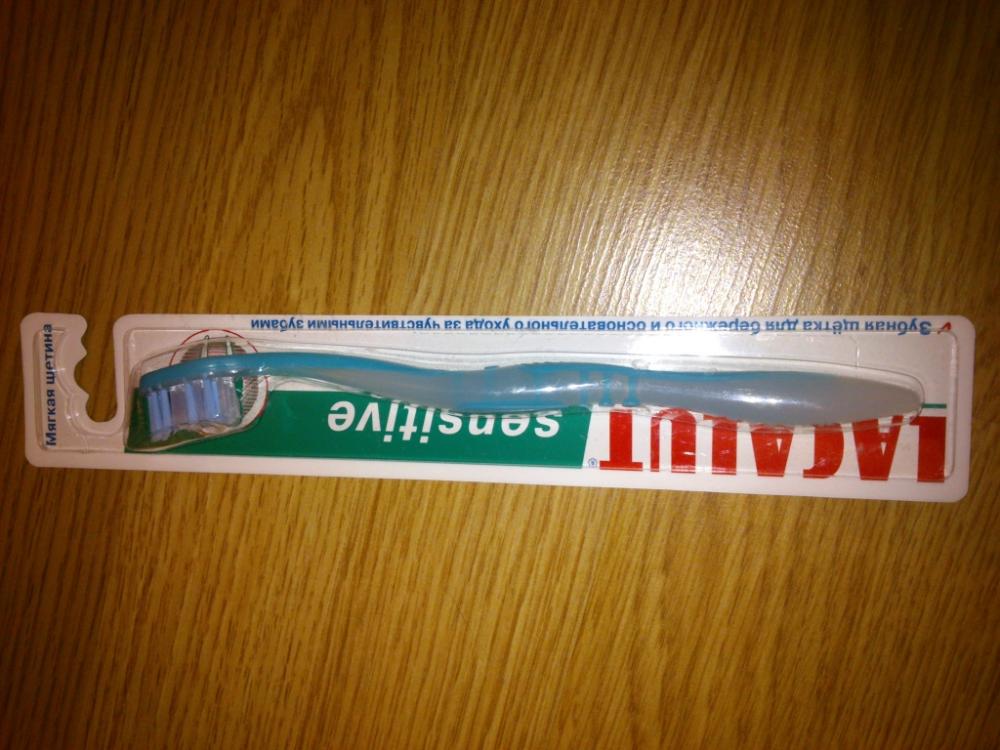 LACALUT
sensitive
✓ Зубная щётка для бережного и основательного ухода за чувствительными зубами
Мягкая щетина